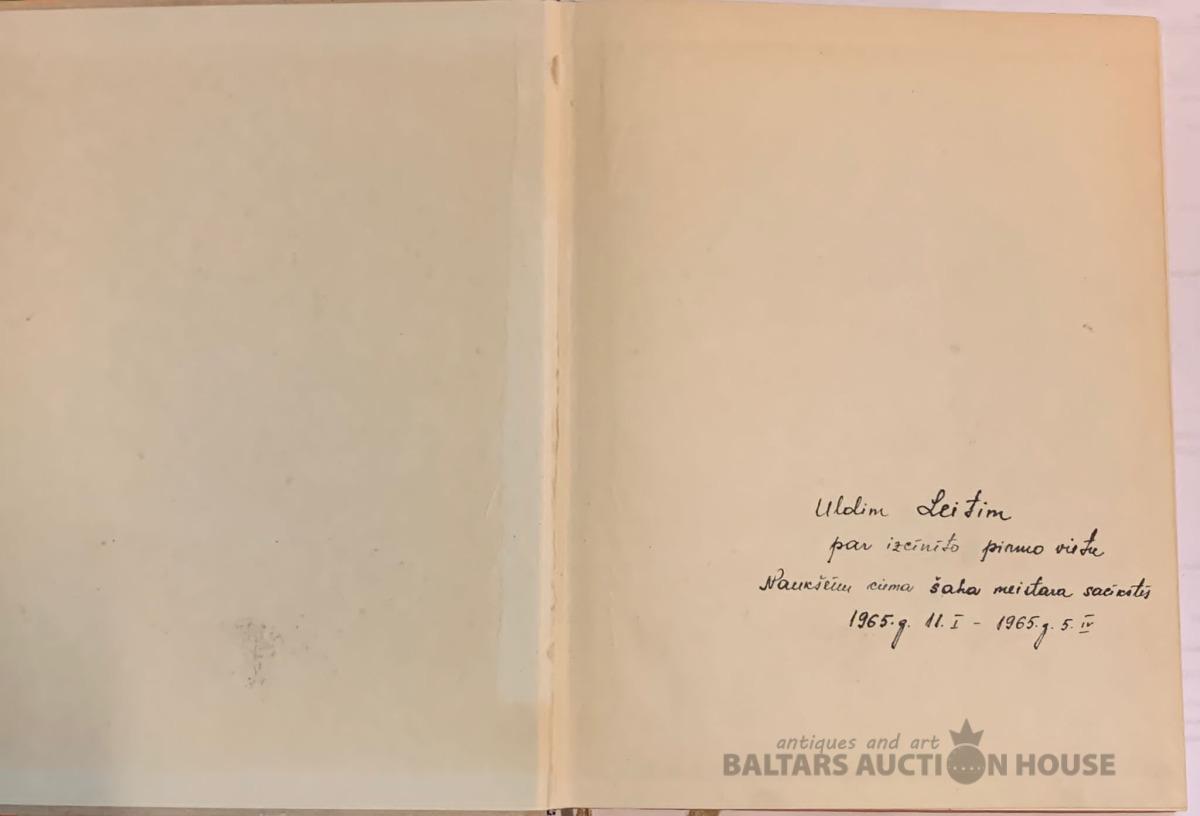 Uldim Leitim
par izcīnīto pirmo vietu
Naukšēnu ciema šaha meistara sacīkstēs
1965.g. 11. I - 1965.g. 5. IV
antiques and art
BALTARS AUCTION HOUSE